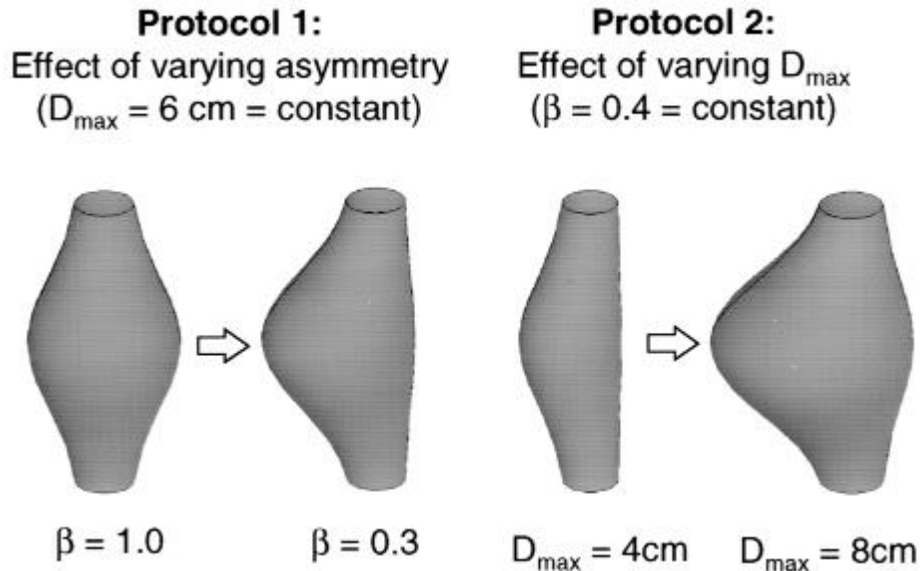 Protocol 1:
Effect of varying asymmetry
(Dmax = 6 cm = constant)
Protocol 2:
Effect of varying Dmax
(β = 0.4 = constant)
β = 1.0
β = 0.3
Dmax = 4cm
Dmax = 8cm